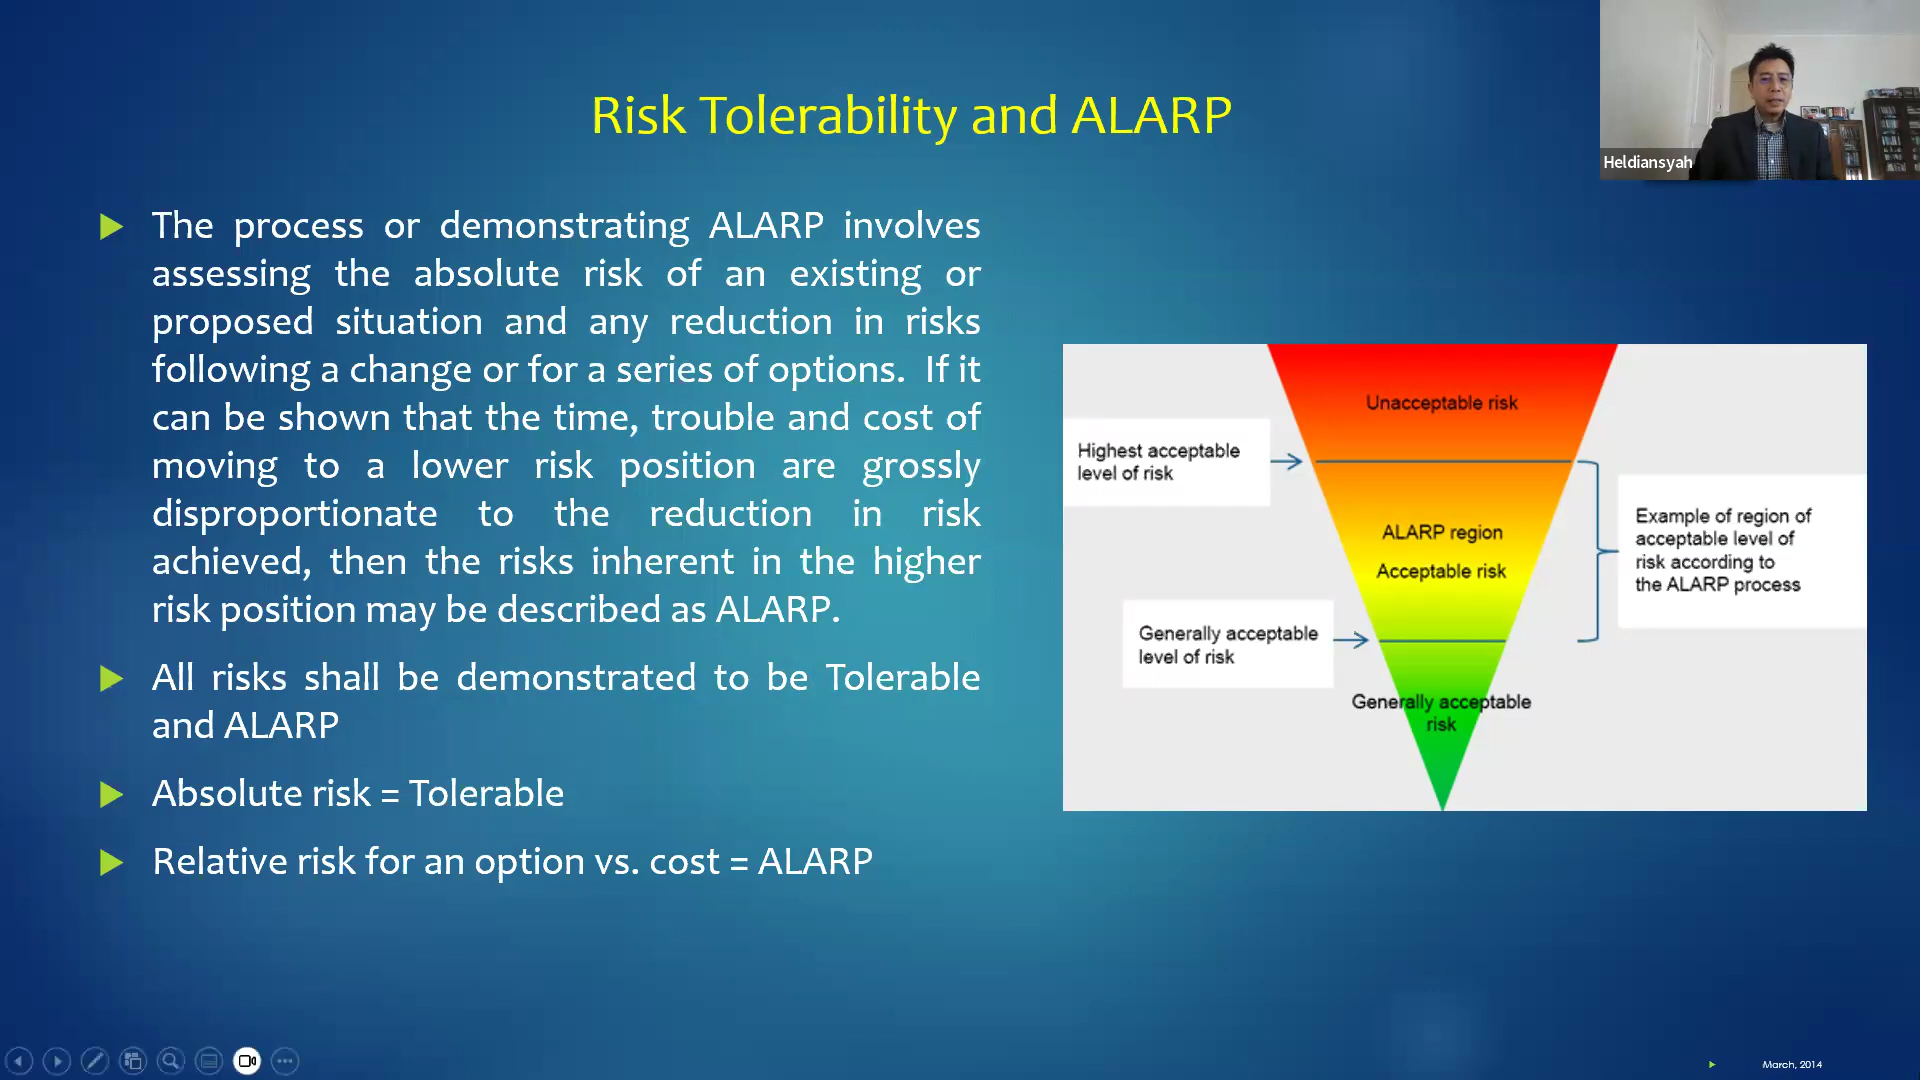 Risk Tolerability and ALARP
Heldiansyah
The process or demonstrating ALARP involves
assessing the absolute risk of an existing or
proposed situation and any reduction in risks
following a change or for a series of options. If it
can be shown that the time, trouble and cost of
moving to a lower risk position are grossly
disproportionate to the reduction in risk
achieved, then the risks inherent in the higher
risk position may be described as ALARP.
All risks shall be demonstrated to be Tolerable
and ALARP
Absolute risk = Tolerable
Relative risk for an option vs. cost = ALARP
Unacceptable risk
Highest acceptable
level of risk
ALARP region
Acceptable risk
Example of region of
acceptable level of
risk according to
the ALARP process
Generally acceptable
level of risk
Generally acceptable
risk
March, 2014